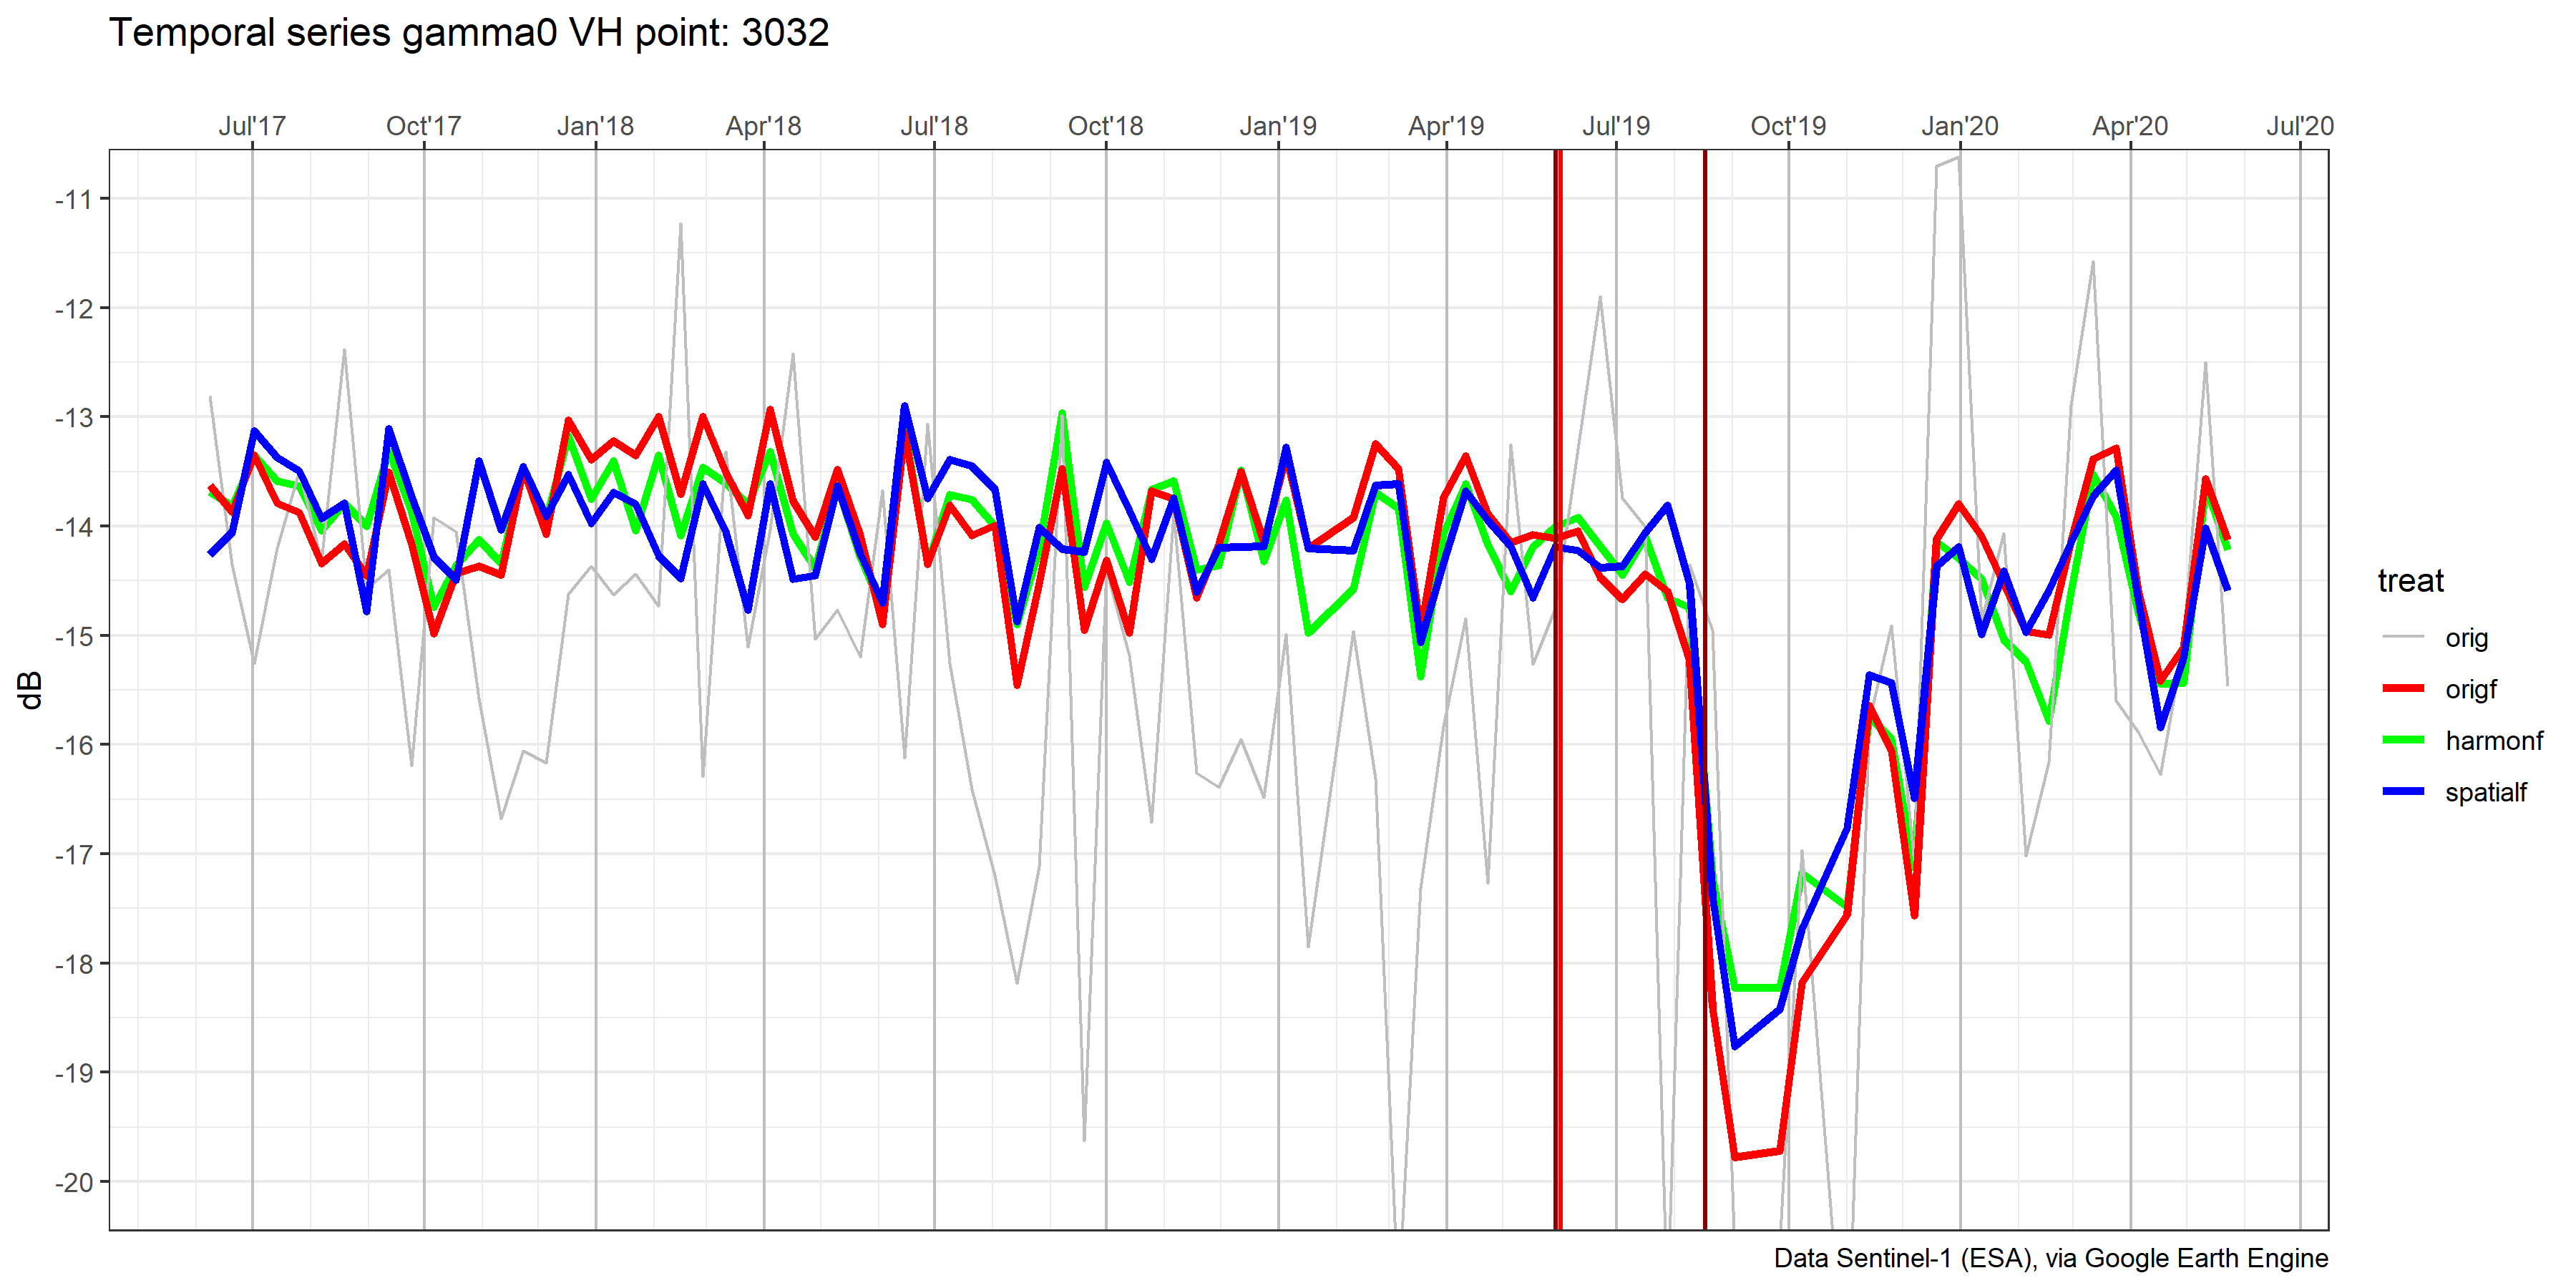 Temporal series gamma0 VH point: 3032
Jul'17 Oct'17 Jan'18 Apr'18 Jul'18 Oct'18 Jan'19 Apr'19 Jul'19 Oct'19 Jan'20 Apr'20 Jul'20
-11
-12
-13
-14
-15
-16
-17
-18
-19
-20
dB
treat
orig
origf
harmonf
spatialf
Data Sentinel-1 (ESA), via Google Earth Engine